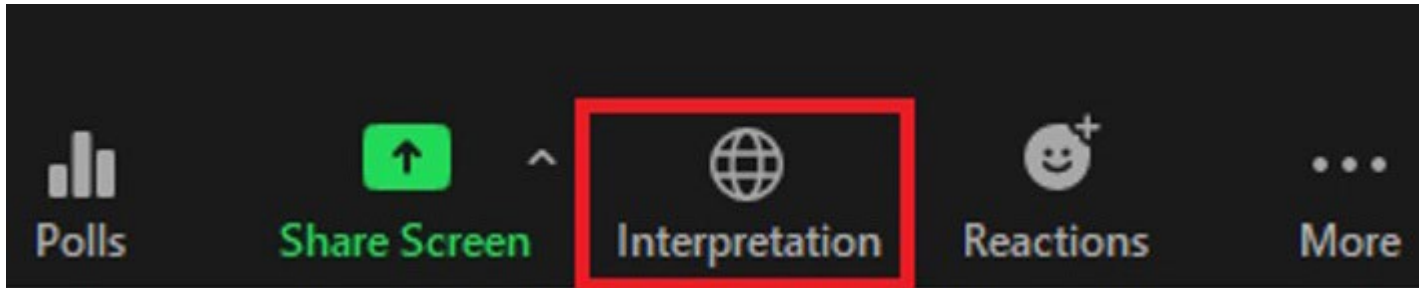 Polls
Share Screen
Interpretation
Reactions
More